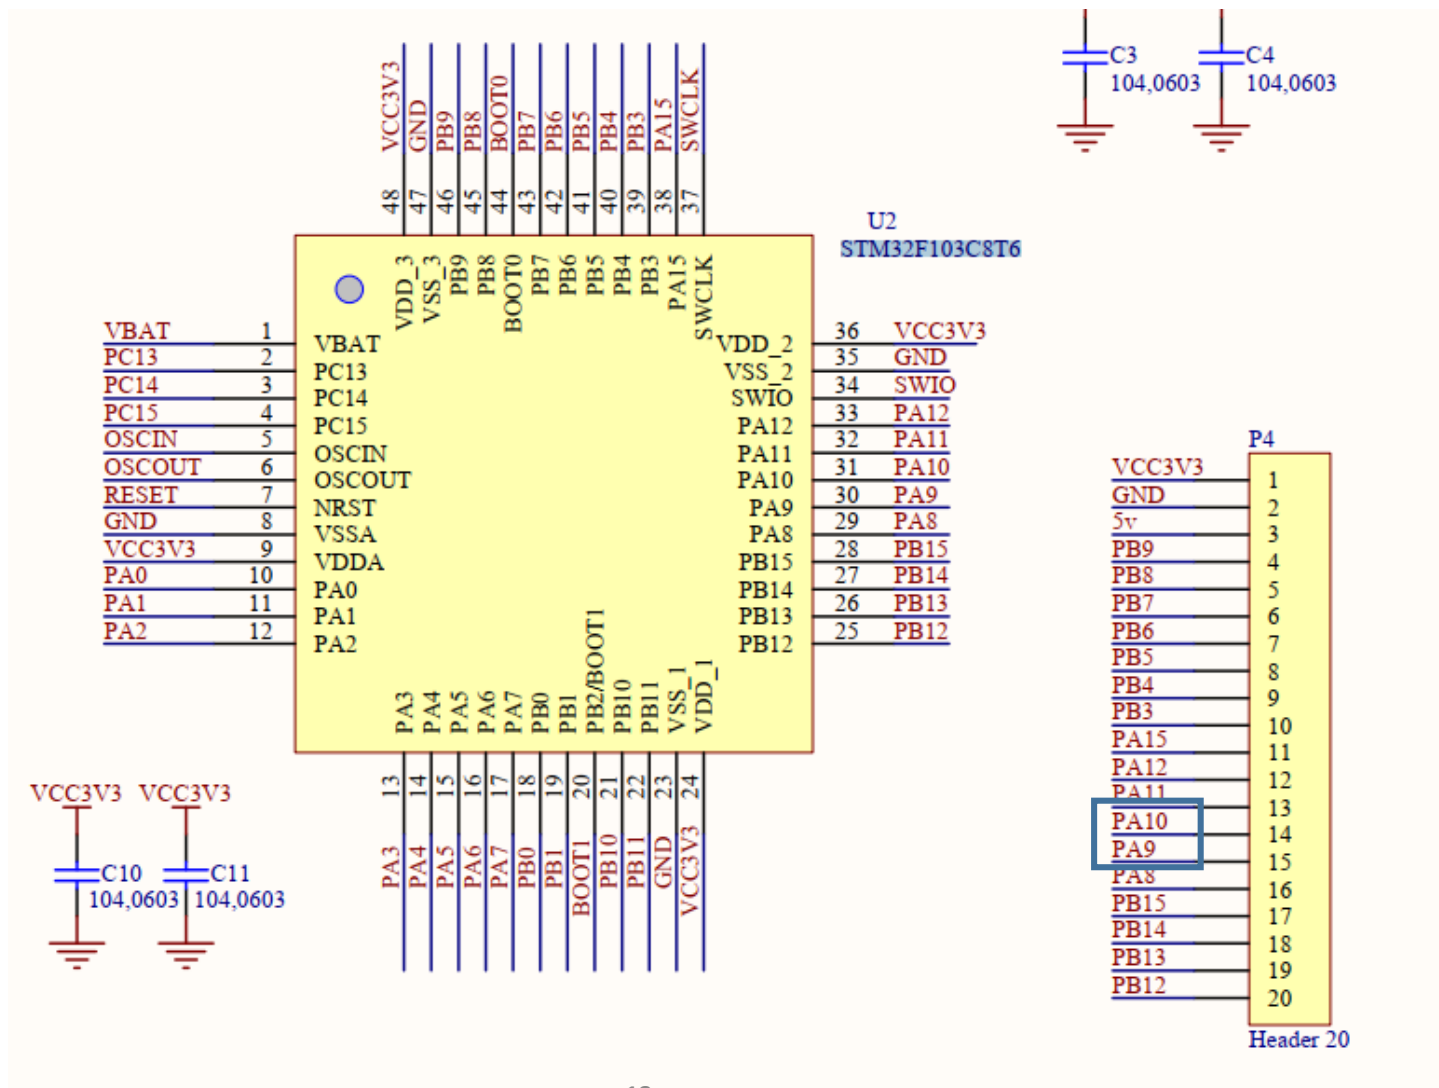 C3
104,0603
C4
104,0603
VCC3V3
GND
PB9
PB8
BOOT0
PB7
PB6
PB5
PB4
PB3
PA15
SWCLK
48
47
46
45
44
43
42
41
40
39
38
37
U2
STM32F103C8T6
VDD_3
VSS_3
PB9
PB8
BOOT0
PB7
PB6
PB5
PB4
PB3
PA15
SWCLK
VBAT 1 VBAT
PC13 2 PC13
PC14 3 PC14
PC15 4 PC15
OSCIN 5 OSCIN
OSCOUT 6 OSCOUT
RESET 7 NRST
GND 8 VSSA
VCC3V3 9 VDDA
PA0 10 PA0
PA1 11 PA1
PA2 12 PA2
VDD_2 36 VCC3V3
VSS_2 35 GND
SWIO 34 SWIO
PA12 33 PA12
PA11 32 PA11
PA10 31 PA10
PA9 30 PA9
PA8 29 PA8
PB15 28 PB15
PB14 27 PB14
PB13 26 PB13
PB12 25 PB12
PA3
PA4
PA5
PA6
PA7
PB0
PB1
PB2/BOOT1
PB10
PB11
VSS_1
VDD_1
13
14
15
16
17
18
19
20
21
22
23
24
PA3
PA4
PA5
PA6
PA7
PB0
PB1
BOOT1
PB10
PB11
GND
VCC3V3
VCC3V3 VCC3V3
C10
104,0603
C11
104,0603
P4
VCC3V3 1
GND 2
5v 3
PB9 4
PB8 5
PB7 6
PB6 7
PB5 8
PB4 9
PB3 10
PA15 11
PA12 12
PA11 13
PA10 14
PA9 15
PA8 16
PB15 17
PB14 18
PB13 19
PB12 20
Header 20